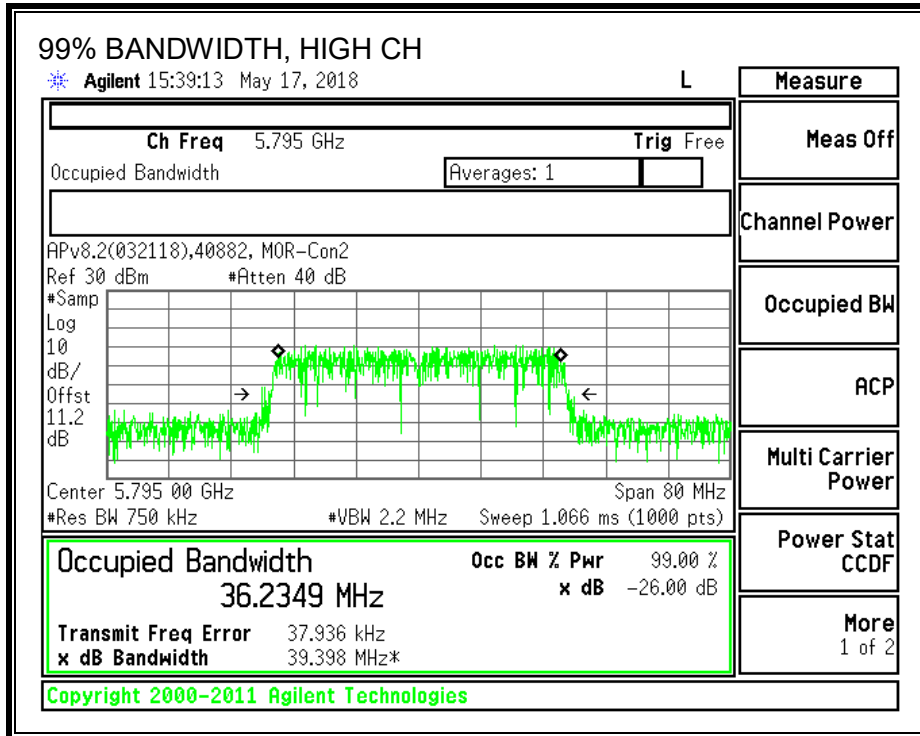 99% BANDWIDTH, HIGH CH
Agilent 15:39:13 May 17, 2018 L
Measure
Ch Freq 5.795 GHz Trig Free
Occupied Bandwidth Averages: 1
APv8.2(032118),40882, MOR-Con2
Ref 30 dBm #Atten 40 dB
#Samp
Log
10
dB/
Offst
11.2
dB
Center 5.795 00 GHz Span 80 MHz
#Res BW 750 kHz #VBW 2.2 MHz Sweep 1.066 ms (1000 pts)
Occupied Bandwidth Occ BW % Pwr 99.00 %
36.2349 MHz x dB -26.00 dB
Transmit Freq Error 37.936 kHz
x dB Bandwidth 39.398 MHz*
Copyright 2000-2011 Agilent Technologies
Meas Off
Channel Power
Occupied BW
ACP
Multi Carrier
Power
Power Stat
CCDF
More
1 of 2